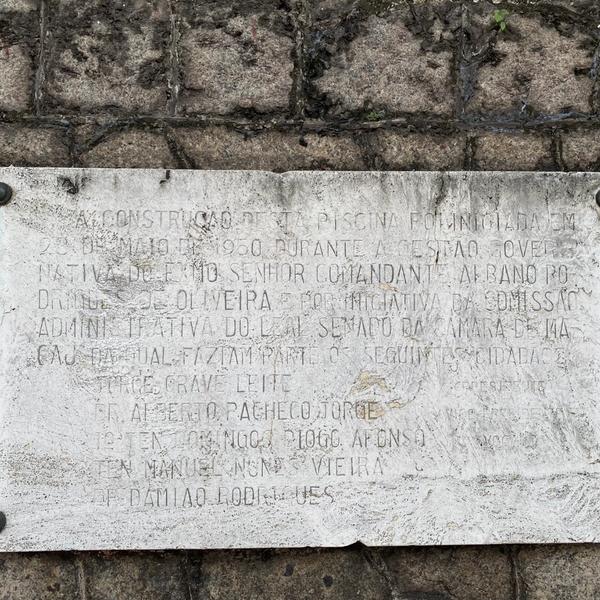 A CONSTRUÇÃO DESTA PISCINA FOI INICIADA EM
28 DE MAIO DE 1950 DURANTE A GESTÃO GOVER-
NATIVA DO EXMO SENHOR COMANDANTE ALBANO RO-
DRIGUES DE OLIVEIRA E POR INICIATIVA DA COMISSÃO
ADMINISTRATIVA DO LEAL SENADO DA CÂMARA DE MA-
CAU DA QUAL FAZIAM PARTE OS SEGUINTES CIDADÃOS
JORGE GRAVE LEITE PRESIDENTE
DR. ALBERTO PACHECO JORGE
1º TEN. DOMINGOS DIOGO AFONSO
TEN. MANUEL NUNES VIEIRA
DR. DAMIÃO RODRIGUES